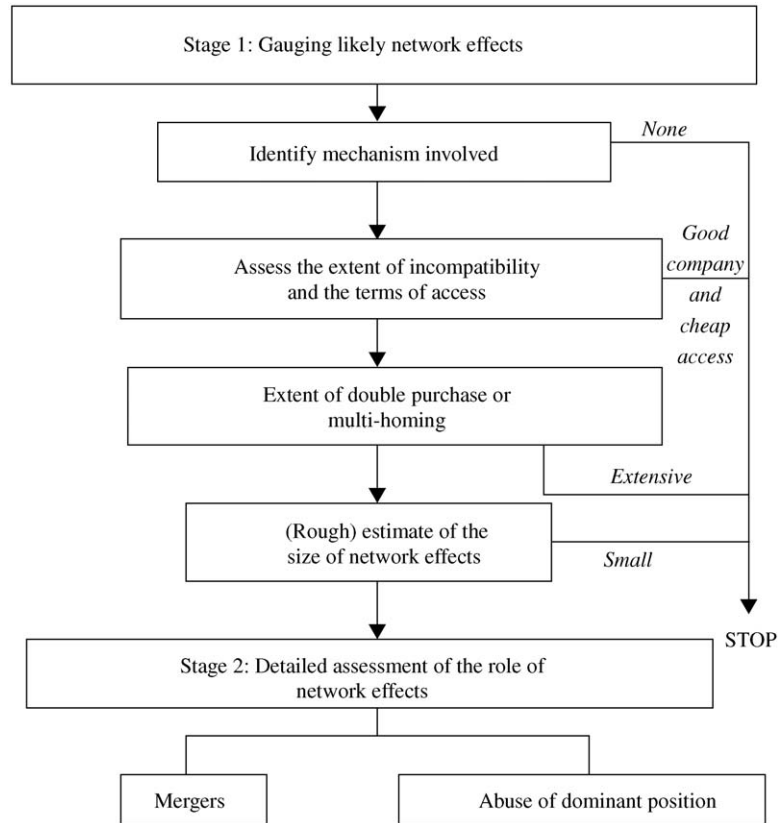 Stage 1: Gauging likely network effects
None
Identify mechanism involved
Good
company
and
cheap
access
Assess the extent of incompatibility
and the terms of access
Extent of double purchase or
multi-homing
Extensive
(Rough) estimate of the
size of network effects
Small
STOP
Stage 2: Detailed assessment of the role of
network effects
Mergers
Abuse of dominant position